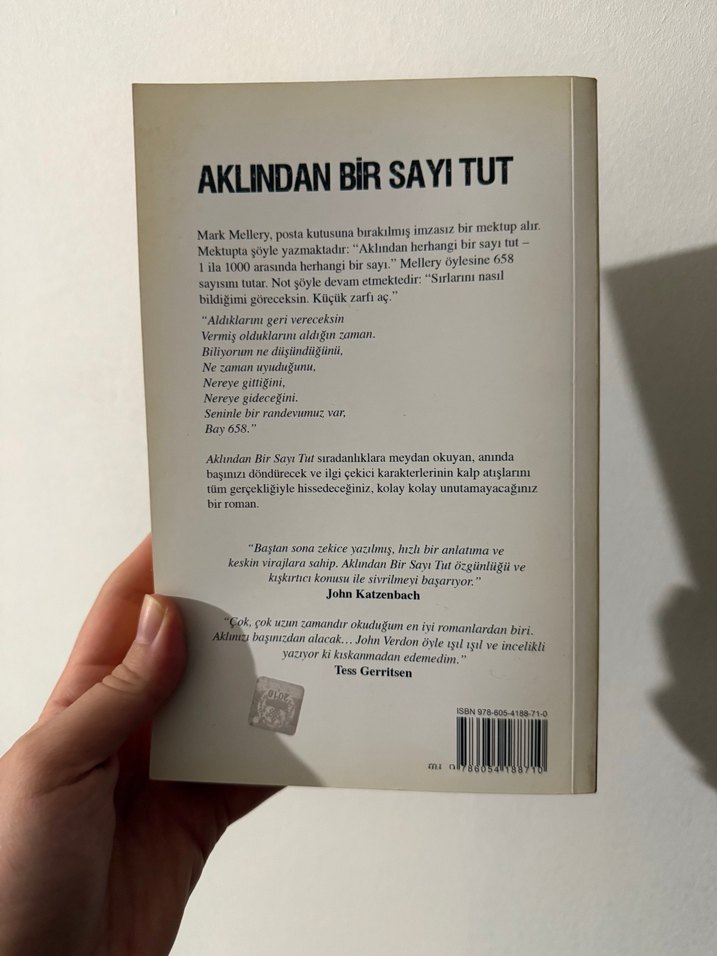 AKLINDAN BİR SAYI TUT
Mark Mellery, posta kutusuna bırakılmış imzasız bir mektup alır.
Mektupta şöyle yazmaktadır: “Aklından herhangi bir sayı tut –
1 ila 1000 arasında herhangi bir sayı.” Mellery öylesine 658
sayısını tutar. Not şöyle devam etmektedir: “Sırlarını nasıl
bildiğimi göreceksin. Küçük zarfı aç.”
“Aldıklarını geri vereceksin
Vermiş olduklarını aldığın zaman.
Biliyorum ne düşündüğünü,
Ne zaman uyuduğunu,
Nereye gittiğini,
Nereye gideceğini.
Seninle bir randevumuz var,
Bay 658.”
Aklından Bir Sayı Tut sıradanlıklara meydan okuyan, anında
başınızı döndürecek ve ilgi çekici karakterlerinin kalp atışlarını
tüm gerçekliğiyle hissedeceğiniz, kolay kolay unutamayacağınız
bir roman.
“Baştan sona zekice yazılmış, hızlı bir anlatıma ve
keskin virajlara sahip. Aklından Bir Sayı Tut özgünlüğü ve
kışkırtıcı konusu ile sivrilmeyi başarıyor.”
John Katzenbach
“Çok, çok uzun zamandır okuduğum en iyi romanlardan biri.
Aklınızı başınızdan alacak… John Verdon öyle ışıl ışıl ve incelikli
yazıyor ki kıskanmadan edemedim.”
Tess Gerritsen
ISBN 978-605-4188-71-0
786054188710